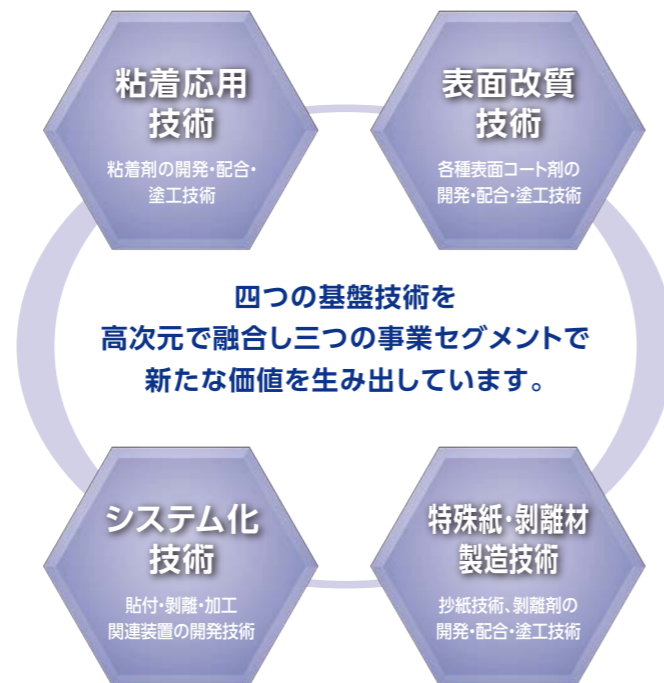 粘着応用
技術
粘着剤の開発・配合・
塗工技術
表面改質
技術
各種表面コート剤の
開発・配合・塗工技術
四つの基盤技術を
高次元で融合し三つの事業セグメントで
新たな価値を生み出しています。
システム化
技術
貼付・剝離・加工
関連装置の開発技術
特殊紙・剝離材
製造技術
抄紙技術、剝離剤の
開発・配合・塗工技術